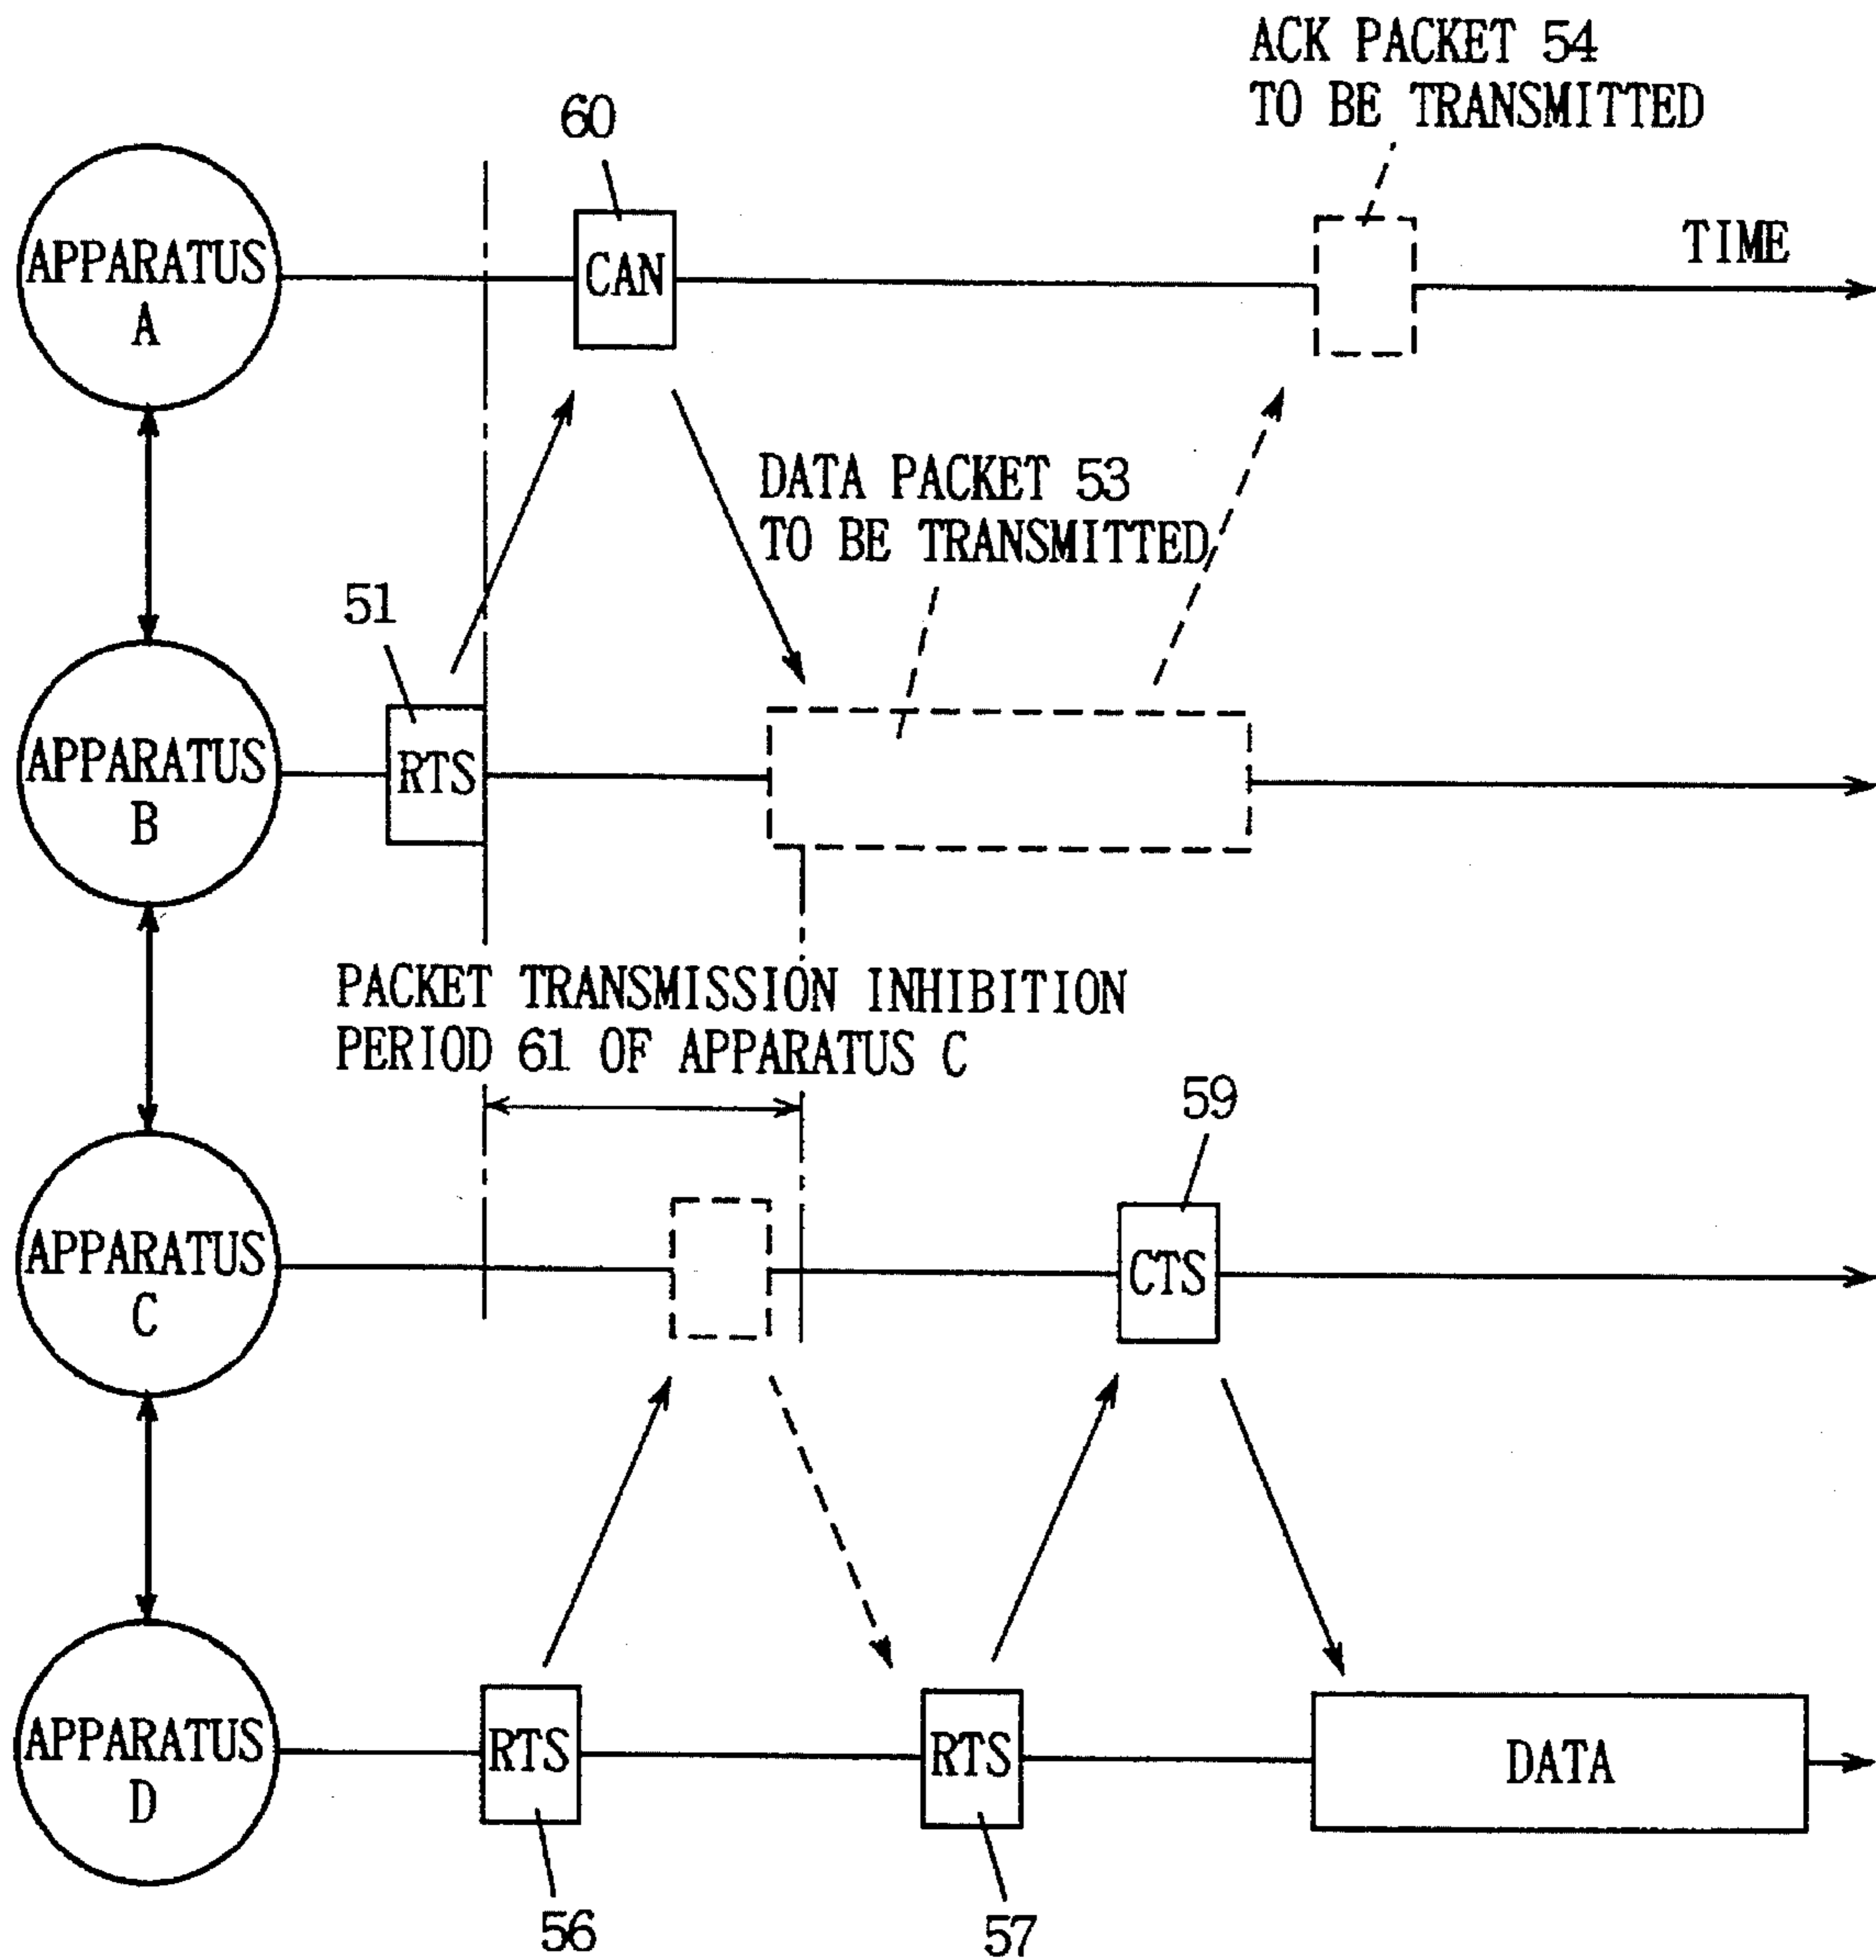 ACK PACKET 54
TO BE TRANSMITTED
60
APPARATUS
A
CAN
TIME
DATA PACKET 53
TO BE TRANSMITTED
51
APPARATUS
B
RTS
PACKET TRANSMISSION INHIBITION
PERIOD 61 OF APPARATUS C
59
APPARATUS
C
CTS
APPARATUS
D
RTS
RTS
DATA
56
57